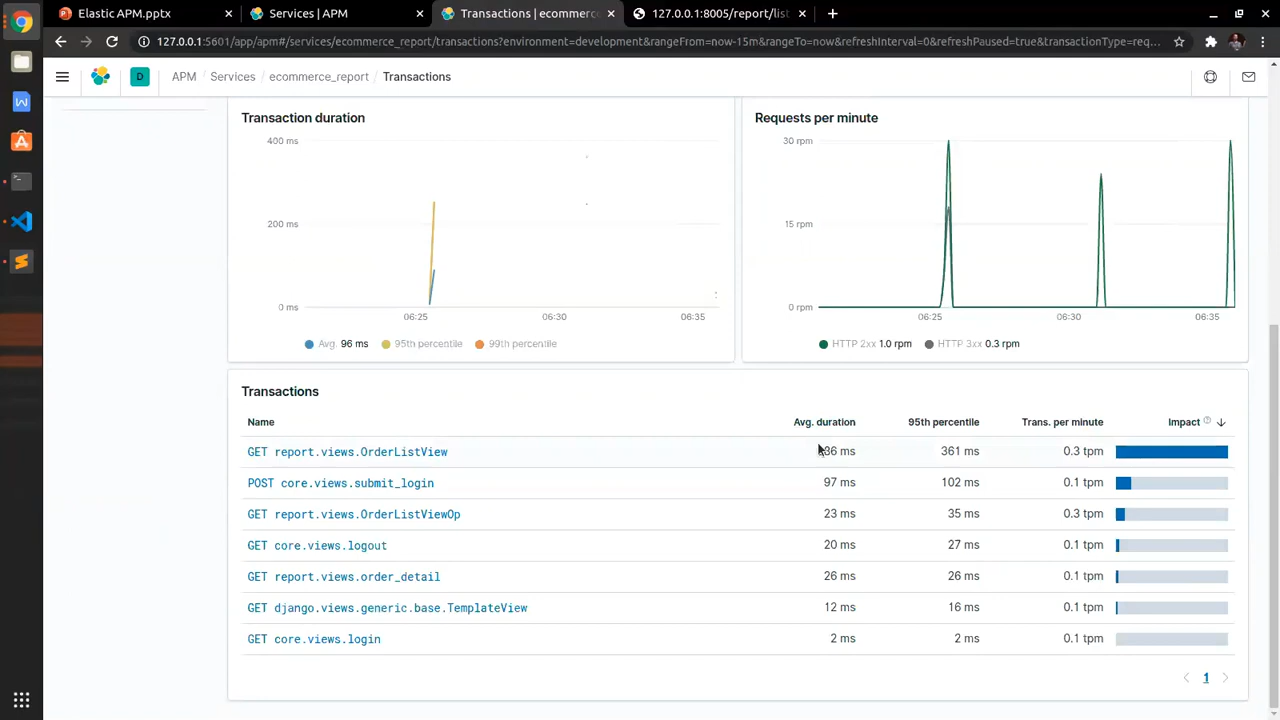 Elastic APM.pptx
Services | APM
Transactions | ecommerce
127.0.0.1:8005/report/list
127.0.0.1:5601/app/apm#/services/ecommerce_report/transactions?environment=development&rangeFrom=now-15m&rangeTo=now&refreshInterval=0&refreshPaused=true&transactionType=req...
D
APM / Services / ecommerce_report / Transactions
Transaction duration
400 ms
200 ms
0 ms
06:25 06:30 06:35
Avg. 96 ms 95th percentile 99th percentile
Requests per minute
30 rpm
15 rpm
0 rpm
06:25 06:30 06:35
HTTP 2xx 1.0 rpm HTTP 3xx 0.3 rpm
Transactions
Name Avg. duration 95th percentile Trans. per minute Impact
GET report.views.OrderListView 36 ms 361 ms 0.3 tpm
POST core.views.submit_login 97 ms 102 ms 0.1 tpm
GET report.views.OrderListViewOp 23 ms 35 ms 0.3 tpm
GET core.views.logout 20 ms 27 ms 0.1 tpm
GET report.views.order_detail 26 ms 26 ms 0.1 tpm
GET django.views.generic.base.TemplateView 12 ms 16 ms 0.1 tpm
GET core.views.login 2 ms 2 ms 0.1 tpm
1